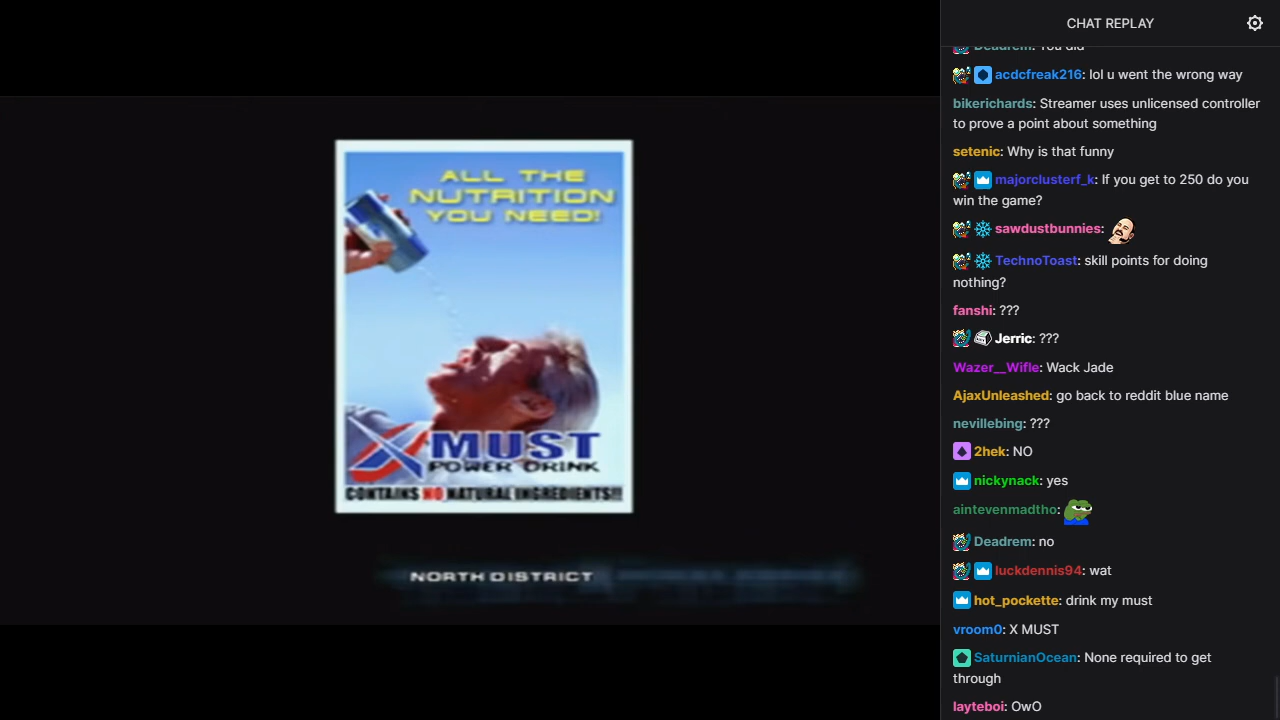 ALL THE
NUTRITION
YOU NEED!
X MUST
POWER DRINK
CONTAINS NO NATURAL INGREDIENTS!!!
NORTH DISTRICT
CHAT REPLAY
Deadrem: You did
acdcfreak216: lol u went the wrong way
bikerichards: Streamer uses unlicensed controller
to prove a point about something
setenic: Why is that funny
majorclusterf_k: If you get to 250 do you
win the game?
sawdustbunnies:
TechnoToast: skill points for doing
nothing?
fanshi: ???
Jerric: ???
Wazer__Wifle: Wack Jade
AjaxUnleashed: go back to reddit blue name
nevillebing: ???
2hek: NO
nickynack: yes
aintevenmadtho:
Deadrem: no
luckdennis94: wat
hot_pockette: drink my must
vroom0: X MUST
SaturnianOcean: None required to get
through
layteboi: OwO